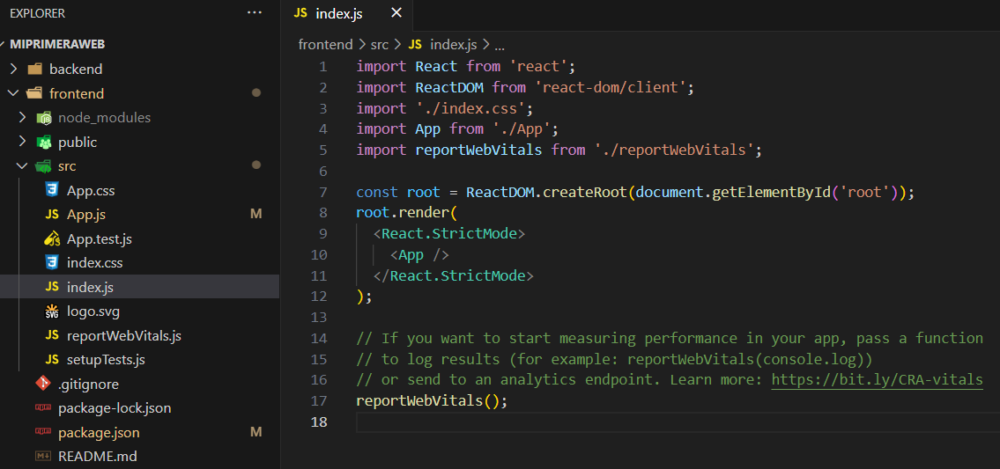 EXPLORER
MIPRIMERAWEB
backend
frontend
node_modules
public
src
App.css
JS App.js M
App.test.js
index.css
JS index.js
SVG logo.svg
JS reportWebVitals.js
JS setupTests.js
.gitignore
package-lock.json
package.json M
README.md
JS index.js
frontend > src > JS index.js > ...
1 import React from 'react';
2 import ReactDOM from 'react-dom/client';
3 import './index.css';
4 import App from './App';
5 import reportWebVitals from './reportWebVitals';
6
7 const root = ReactDOM.createRoot(document.getElementById('root'));
8 root.render(
9 <React.StrictMode>
10 <App />
11 </React.StrictMode>
12 );
13
14 // If you want to start measuring performance in your app, pass a function
15 // to log results (for example: reportWebVitals(console.log))
16 // or send to an analytics endpoint. Learn more: https://bit.ly/CRA-vitals
17 reportWebVitals();
18